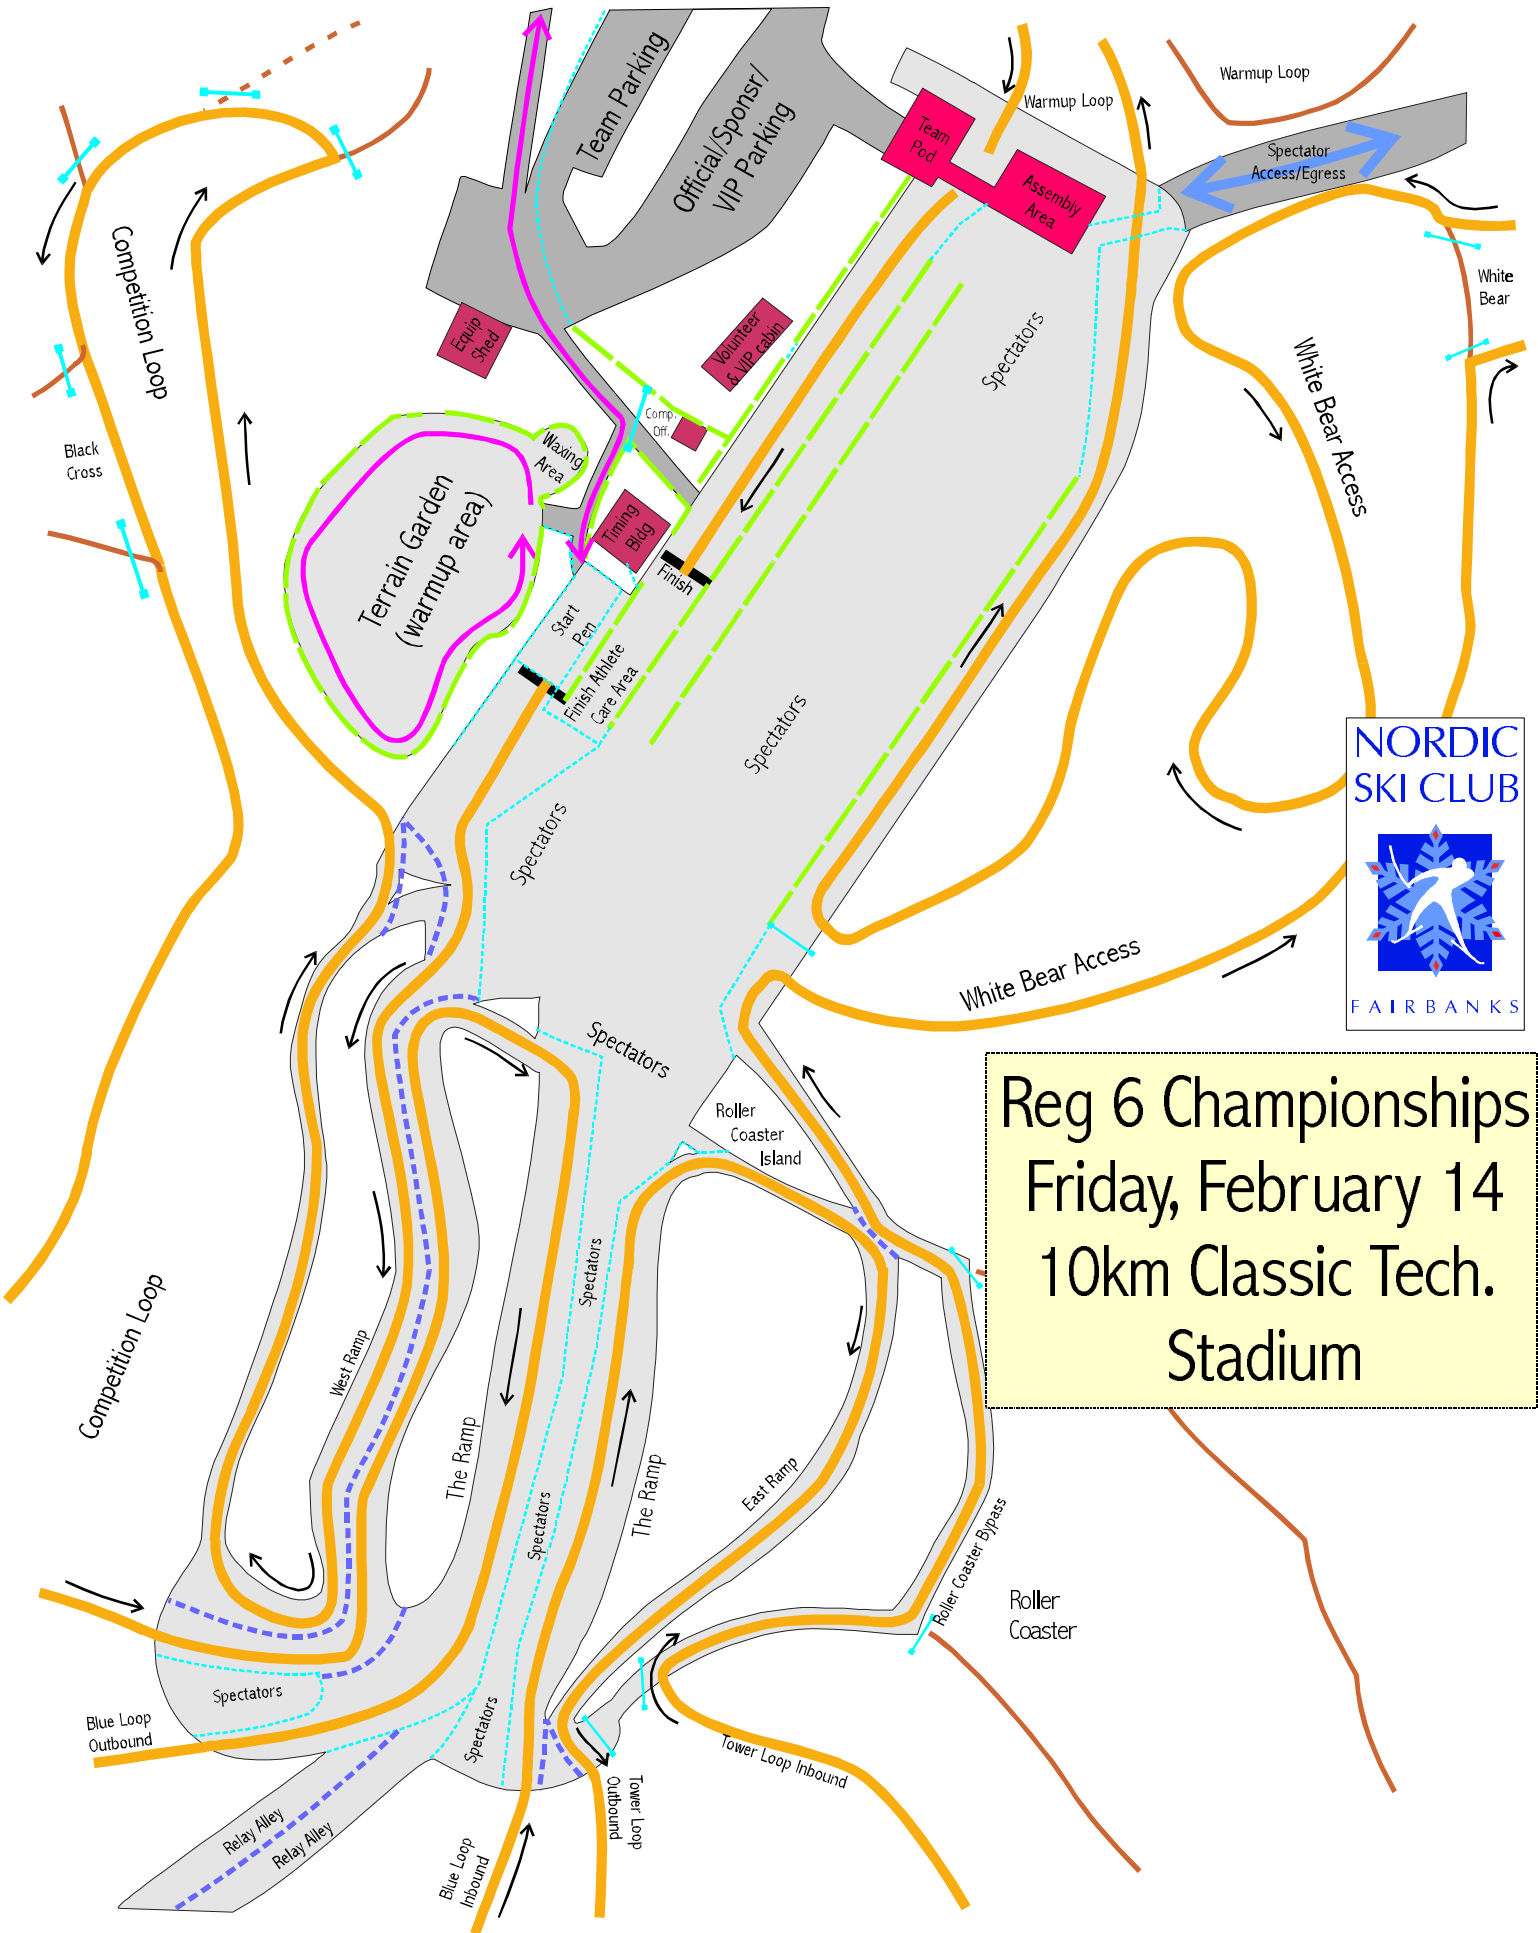 Team Parking
Official/Sponsr/
VIP Parking
Team
Pod
Assembly
Area
Warmup Loop
Warmup Loop
Spectator
Access/Egress
White
Bear
Competition Loop
Equip
Shed
Volunteer
& VIP cabin
Comp.
Off.
Spectators
White Bear Access
Black
Cross
Waxing
Area
Terrain Garden
(warmup area)
Timing
Bldg
Finish
Start
Pen
Finish Athlete
Care Area
Spectators
Spectators
NORDIC
SKI CLUB
FAIRBANKS
White Bear Access
Spectators
Roller
Coaster
Island
Reg 6 Championships
Friday, February 14
10km Classic Tech.
Stadium
Competition Loop
West Ramp
Spectators
The Ramp
The Ramp
Spectators
East Ramp
Roller Coaster Bypass
Roller
Coaster
Spectators
Spectators
Blue Loop
Outbound
Tower Loop Inbound
Tower Loop
Outbound
Relay Alley
Relay Alley
Blue Loop
Inbound